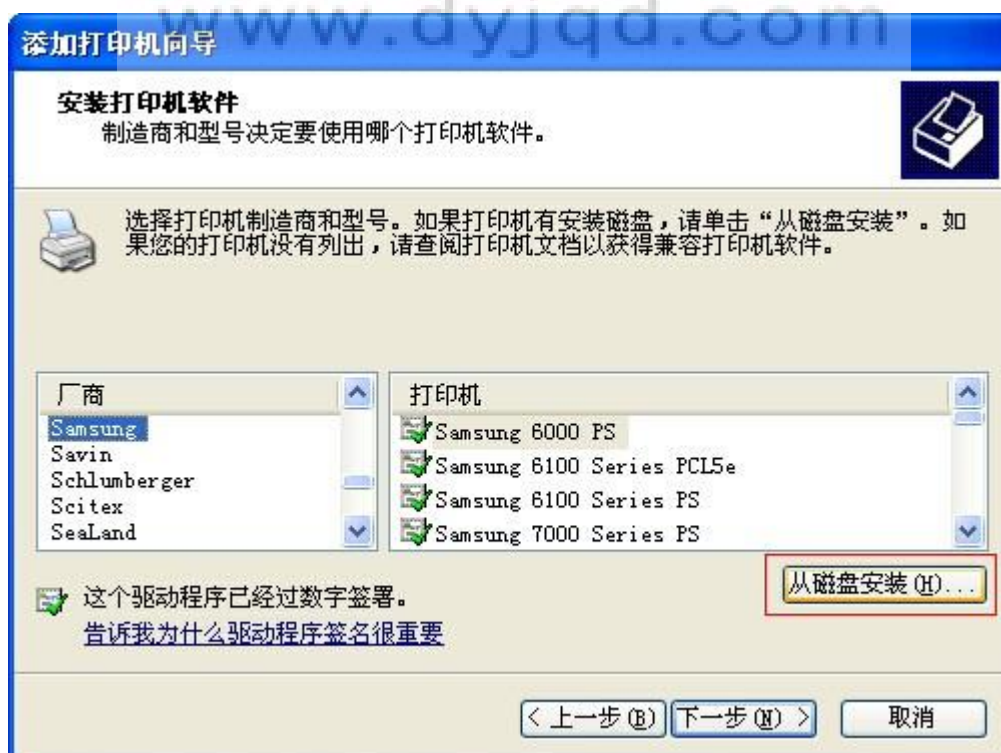 www.dyjqd.com
添加打印机向导
安装打印机软件
制造商和型号决定要使用哪个打印机软件。
选择打印机制造商和型号。如果打印机有安装磁盘，请单击“从磁盘安装”。如
果您的打印机没有列出，请查阅打印机文档以获得兼容打印机软件。
厂商
Samsung
Savin
Schlumberger
Scitex
SeaLand
打印机
Samsung 6000 PS
Samsung 6100 Series PCL5e
Samsung 6100 Series PS
Samsung 7000 Series PS
从磁盘安装(H)...
这个驱动程序已经过数字签署。
告诉我为什么驱动程序签名很重要
< 上一步(B) 下一步(N) > 取消